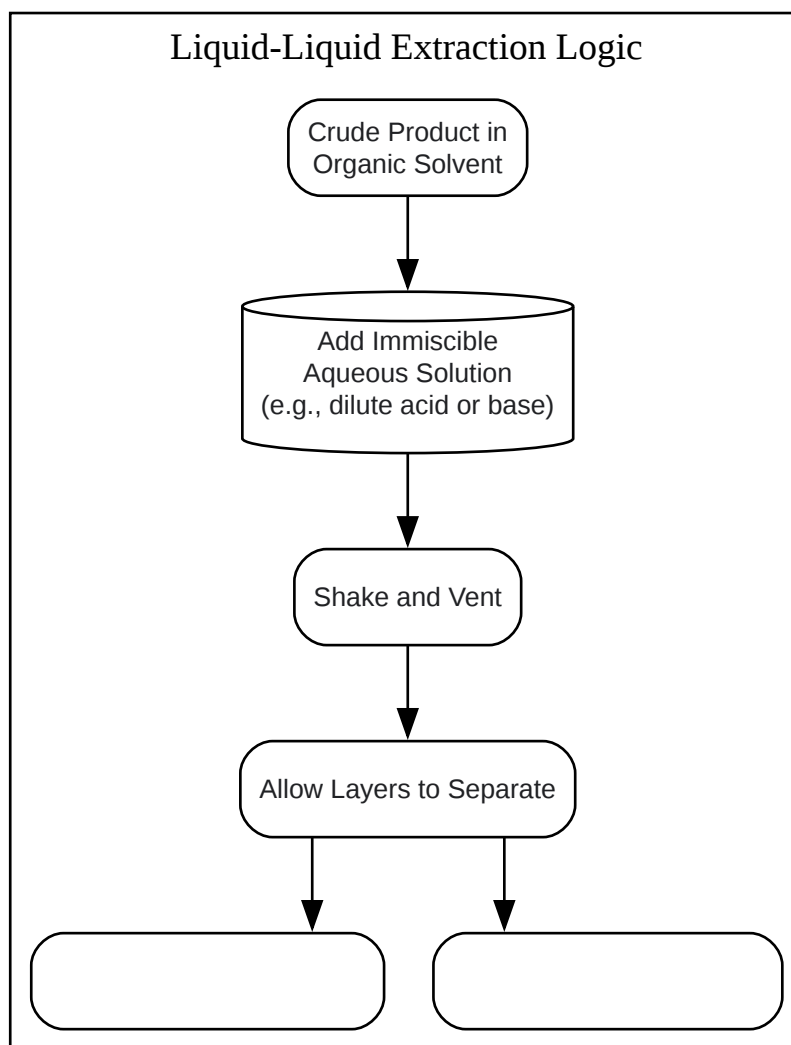 Liquid-Liquid Extraction Logic
Crude Product in
Organic Solvent
Add Immiscible
Aqueous Solution
(e.g., dilute acid or base)
Shake and Vent
Allow Layers to Separate